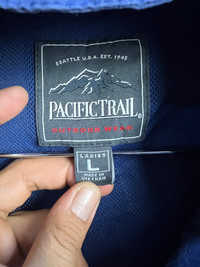 SEATTLE U.S.A. EST. 1945
PACIFIC TRAIL®
OUTDOOR WEAR
LADIES
L
MADE IN
VIETNAM